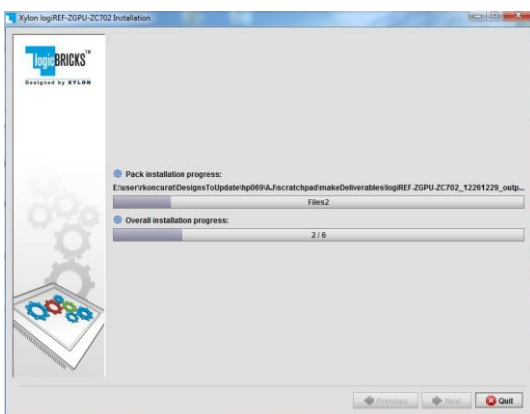 Xylon logiREF-ZGPU-ZC702 Installation
logicBRICKS™
Designed by XYLON
Pack installation progress:
E:\user\rkoncurat\DesignsToUpdate\hp069\AJ\scratchpad\makeDeliverables\logiREF-ZGPU-ZC702_12261229_outp...
Files2
Overall installation progress:
2 / 6
Previous
Next
Quit